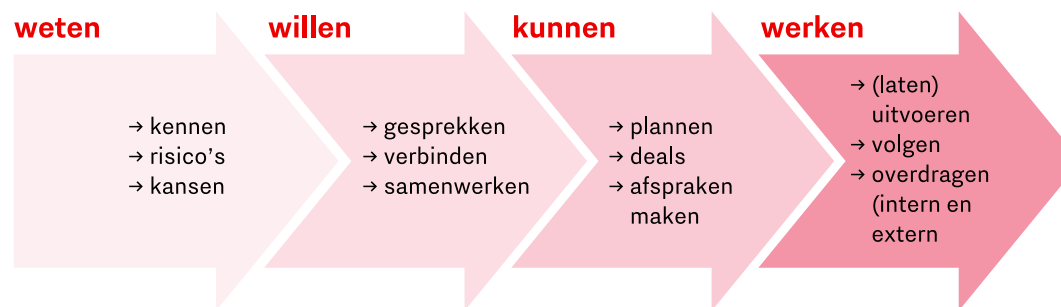 weten
→ kennen
→ risico's
→ kansen
willen
→ gesprekken
→ verbinden
→ samenwerken
kunnen
→ plannen
→ deals
→ afspraken
maken
werken
→ (laten)
uitvoeren
→ volgen
→ overdragen
(intern en
extern